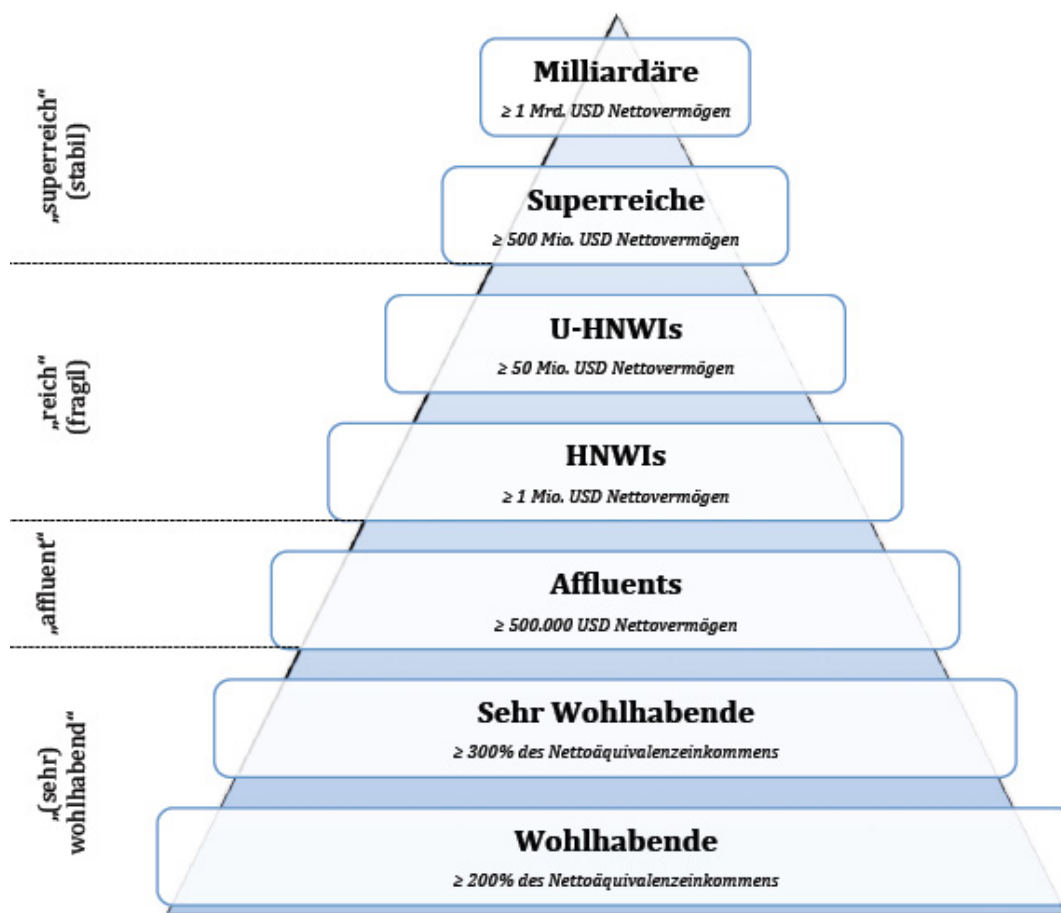 Milliardäre
≥ 1 Mrd. USD Nettovermögen
„superreich“
(stabil)
Superreiche
≥ 500 Mio. USD Nettovermögen
U-HNWIs
≥ 50 Mio. USD Nettovermögen
„reich“
(fragil)
HNWIs
≥ 1 Mio. USD Nettovermögen
„affluent“
Affluents
≥ 500.000 USD Nettovermögen
Sehr Wohlhabende
≥ 300% des Nettoäquivalenzeinkommens
„(sehr)
wohlhabend“
Wohlhabende
≥ 200% des Nettoäquivalenzeinkommens